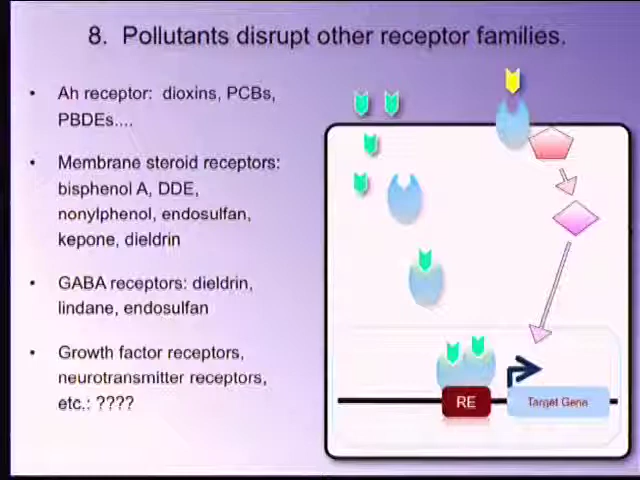 8. Pollutants disrupt other receptor families.
• Ah receptor: dioxins, PCBs,
PBDEs....
• Membrane steroid receptors:
bisphenol A, DDE,
nonylphenol, endosulfan,
kepone, dieldrin
• GABA receptors: dieldrin,
lindane, endosulfan
• Growth factor receptors,
neurotransmitter receptors,
etc.: ????
RE
Target Gene